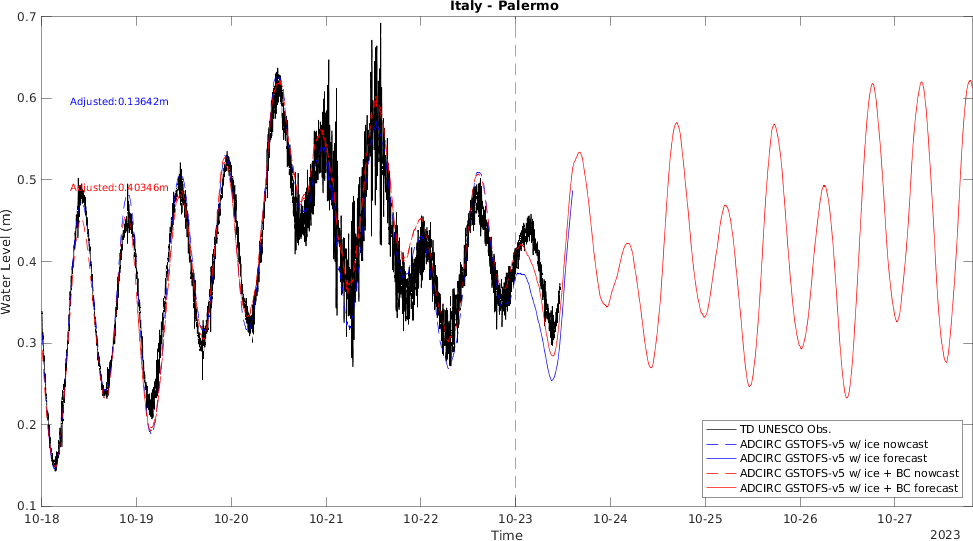 Italy - Palermo
0.7
0.6
0.5
0.4
0.3
0.2
0.1
Water Level (m)
Adjusted:0.13642m
Adjusted:0.40346m
TD UNESCO Obs.
ADCIRC GSTOFS-v5 w/ ice nowcast
ADCIRC GSTOFS-v5 w/ ice forecast
ADCIRC GSTOFS-v5 w/ ice + BC nowcast
ADCIRC GSTOFS-v5 w/ ice + BC forecast
10-18 10-19 10-20 10-21 10-22 10-23 10-24 10-25 10-26 10-27
Time
2023